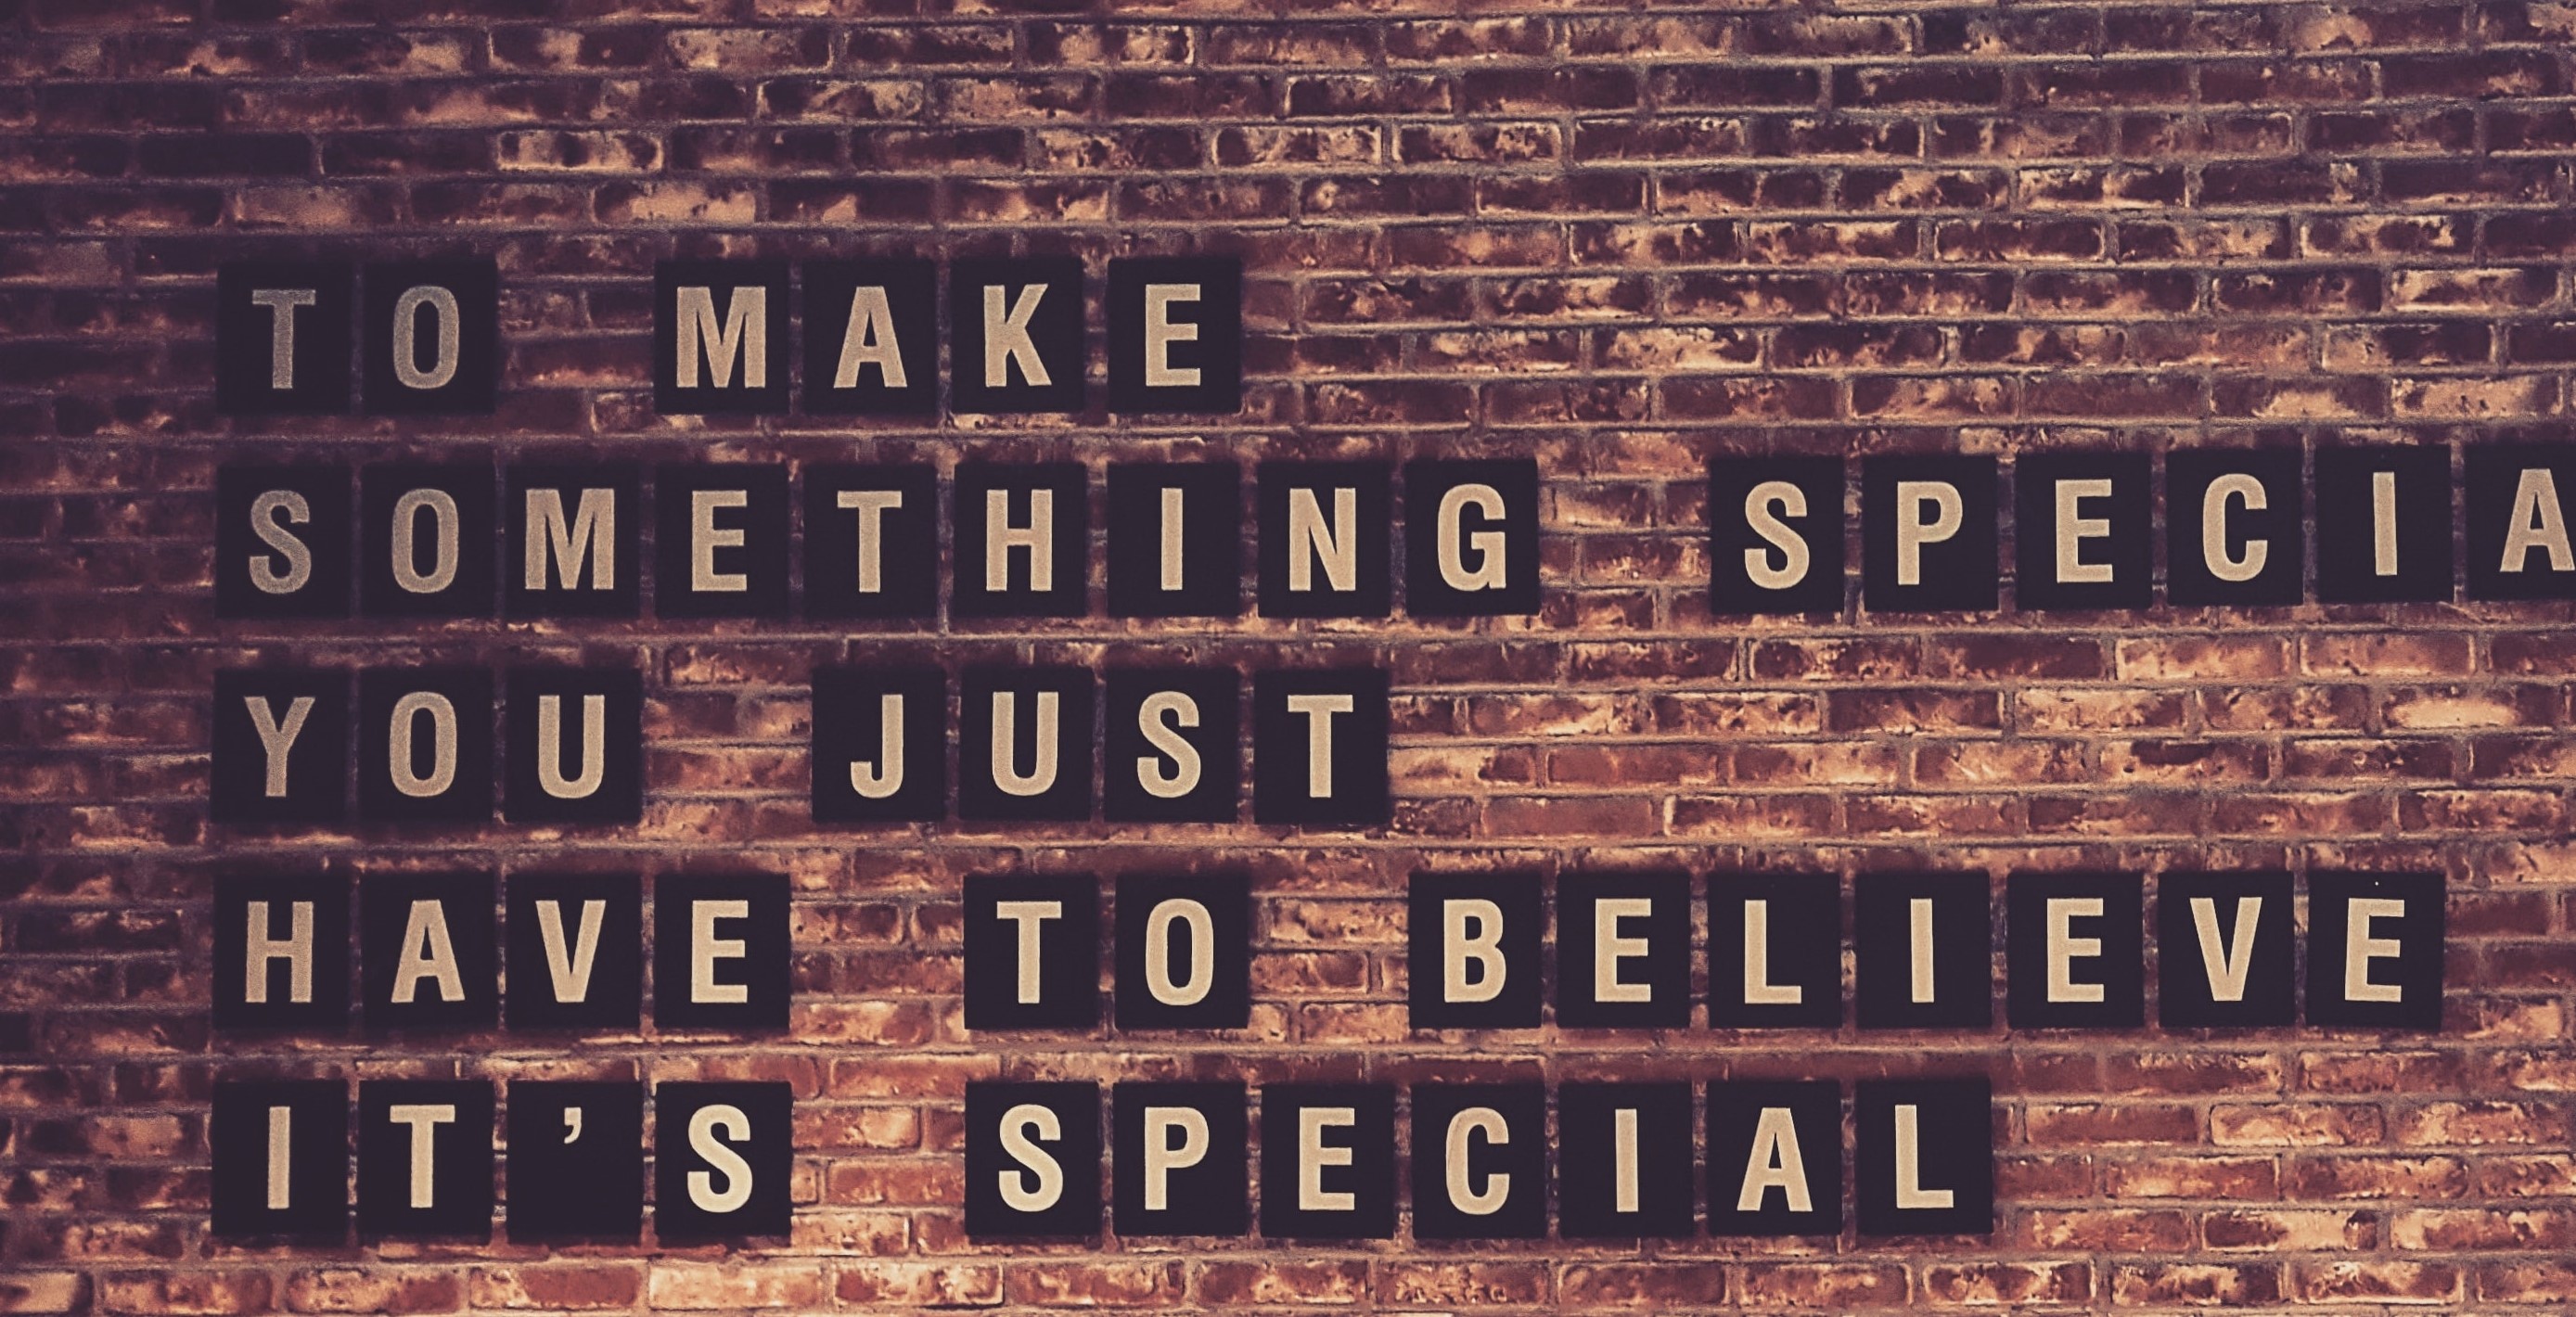 TO MAKE
SOMETHING SPECIA
YOU JUST
HAVE TO BELIEVE
IT'S SPECIAL